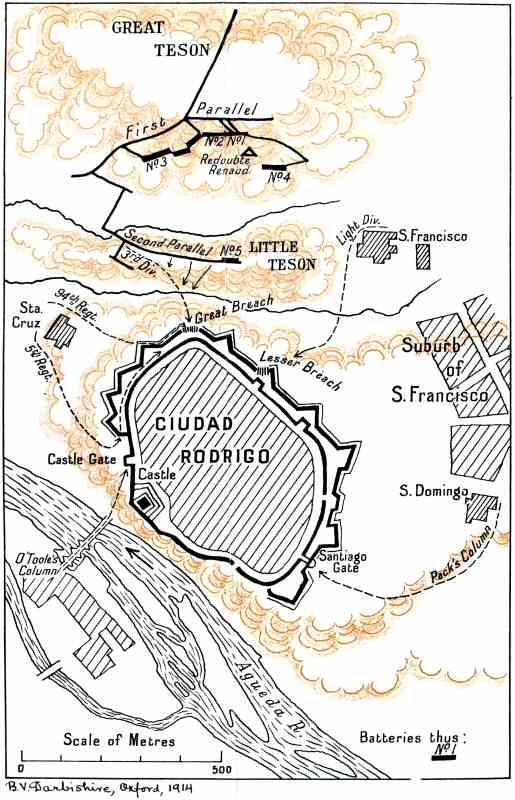 GREAT
TESON
First Parallel
No2 No1
Redoubte
Renaud
No3
No4
Second Parallel
No5
LITTLE
TESON
3rd Div.
Light Div.
S. Francisco
94th Regt.
Great Breach
Sta.
Cruz
5th Regt.
Lesser Breach
Suburb
of
S. Francisco
CIUDAD
RODRIGO
Castle Gate
Castle
S. Domingo
O'Toole's
Column
Santiago
Gate
Pack's Column
Agueda R.
Scale of Metres
0 500
Batteries thus:
No1
B.V. Darbishire, Oxford, 1914